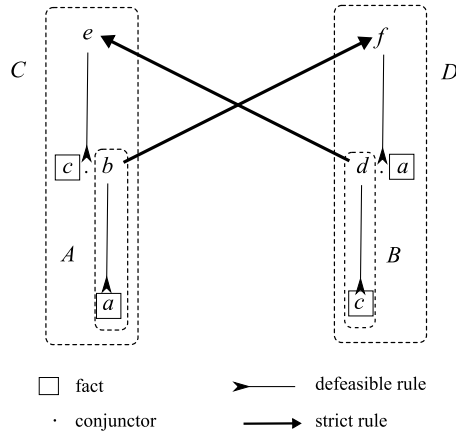 e f
C D
c · b d · a
A B
a c
fact defeasible rule
· conjunctor strict rule